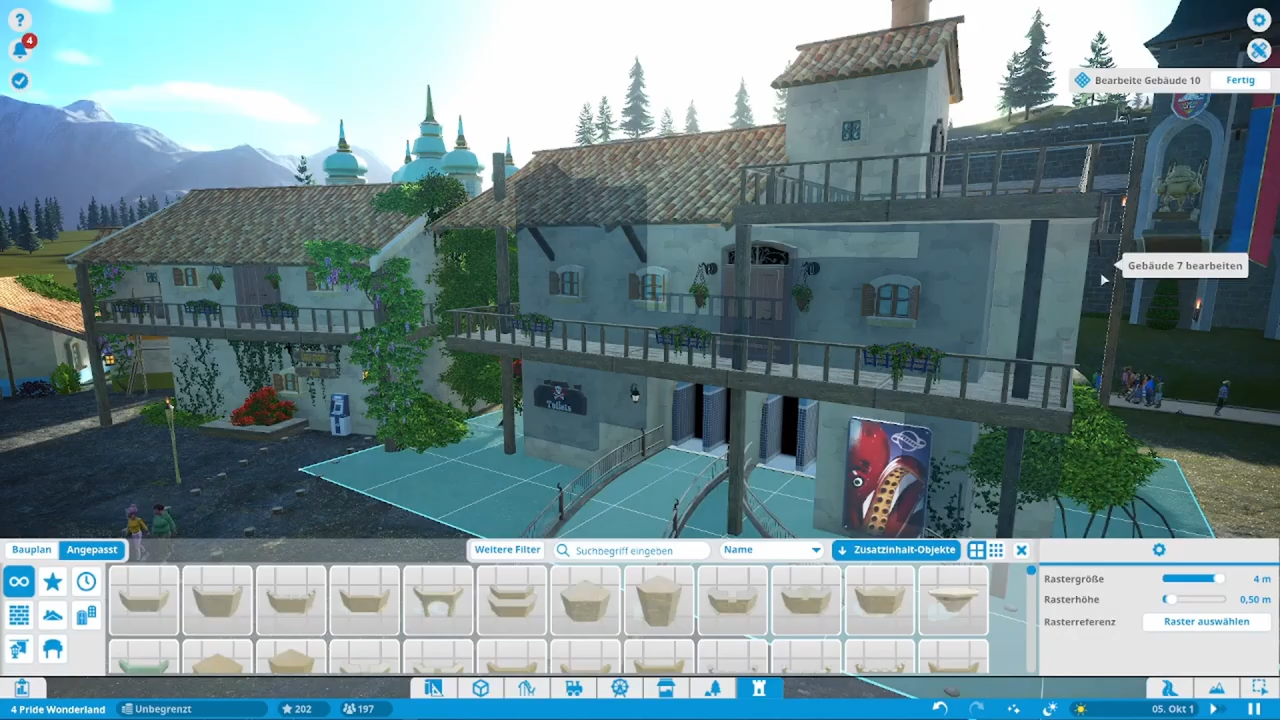 ?
4
Bearbeite Gebäude 10
Fertig
Gebäude 7 bearbeiten
Toilets
Bauplan
Angepasst
Weitere Filter
Suchbegriff eingeben
Name
Zusatzinhalt-Objekte
Rastergröße
4 m
Rasterhöhe
0,50 m
Rasterreferenz
Raster auswählen
4 Pride Wonderland
Unbegrenzt
202
197
05. Okt 1